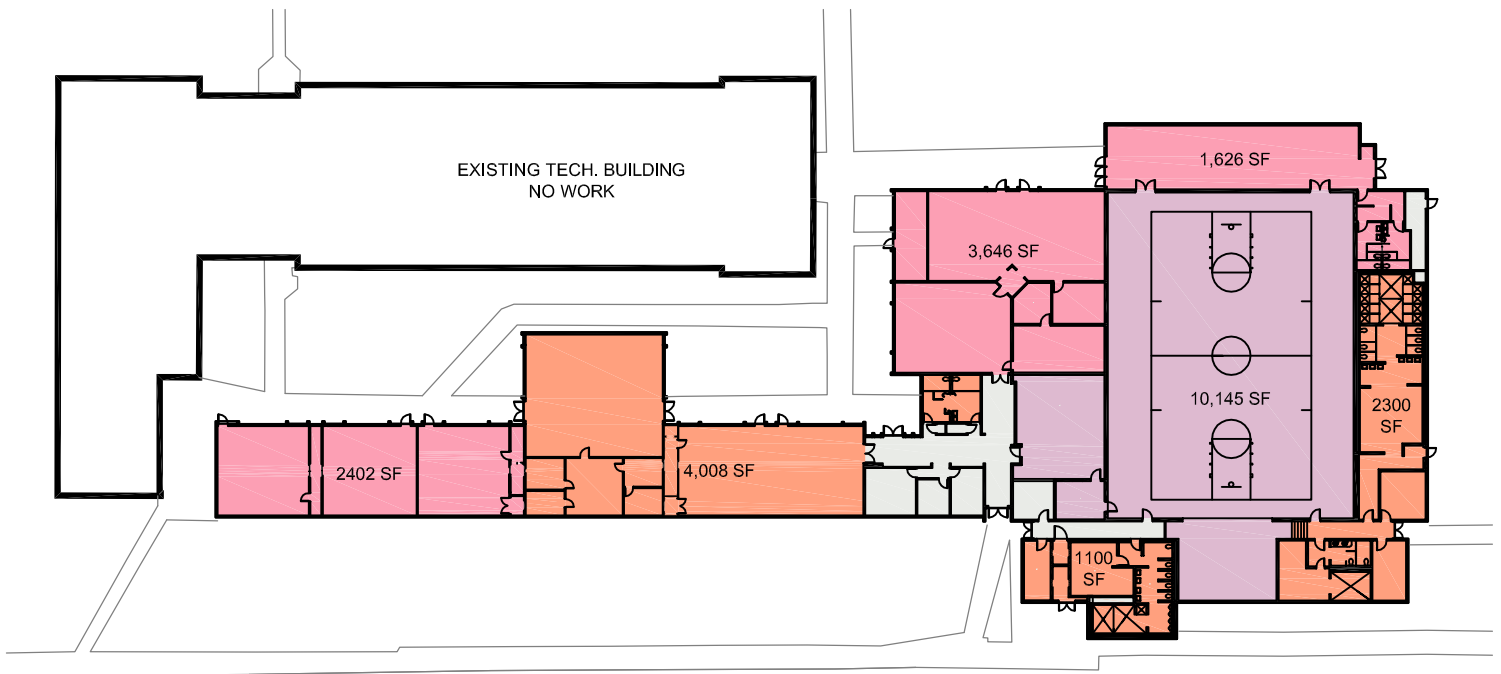 EXISTING TECH. BUILDING
NO WORK
1,626 SF
3,646 SF
10,145 SF
2300
SF
2402 SF
4,008 SF
1100
SF